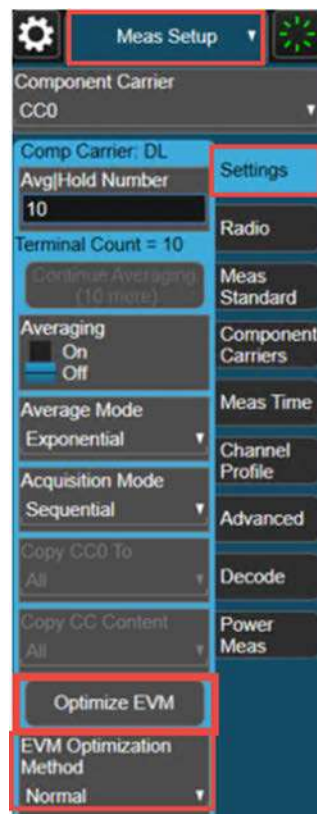 Meas Setup
Component Carrier
CC0
Comp Carrier: DL
Avg|Hold Number
10
Terminal Count = 10
Continue Averaging
(10 more)
Averaging
On
Off
Average Mode
Exponential
Acquisition Mode
Sequential
Copy CC0 To
All
Copy CC Content
All
Optimize EVM
EVM Optimization
Method
Normal
Settings
Radio
Meas
Standard
Component
Carriers
Meas Time
Channel
Profile
Advanced
Decode
Power
Meas